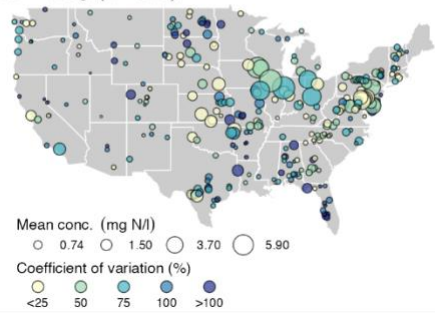 Mean conc. (mg N/l)
0.74 1.50 3.70 5.90
Coefficient of variation (%)
<25 50 75 100 >100